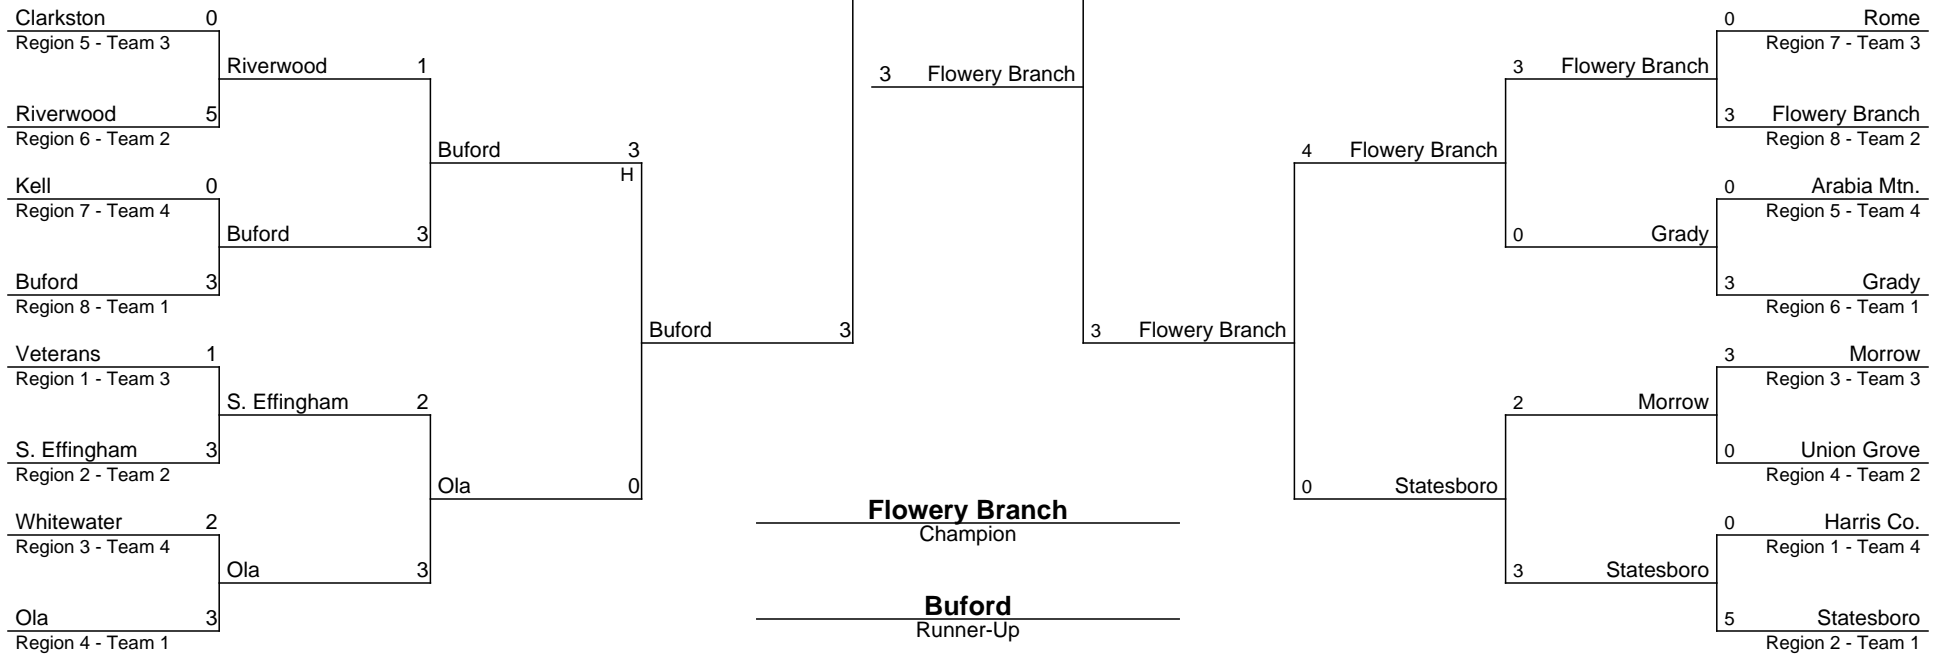 Clarkston 0
Region 5 - Team 3
Riverwood 1
Riverwood 5
Region 6 - Team 2
Buford 3
H
Kell 0
Region 7 - Team 4
Buford 3
Buford 3
Region 8 - Team 1
Buford 3
Veterans 1
Region 1 - Team 3
S. Effingham 2
S. Effingham 3
Region 2 - Team 2
Ola 0
Whitewater 2
Region 3 - Team 4
Ola 3
Ola 3
Region 4 - Team 1
3 Flowery Branch
Flowery Branch
Champion
Buford
Runner-Up
0 Rome
Region 7 - Team 3
3 Flowery Branch
3 Flowery Branch
Region 8 - Team 2
4 Flowery Branch
0 Arabia Mtn.
Region 5 - Team 4
0 Grady
3 Grady
Region 6 - Team 1
3 Flowery Branch
3 Morrow
Region 3 - Team 3
2 Morrow
0 Union Grove
Region 4 - Team 2
0 Statesboro
0 Harris Co.
Region 1 - Team 4
3 Statesboro
5 Statesboro
Region 2 - Team 1